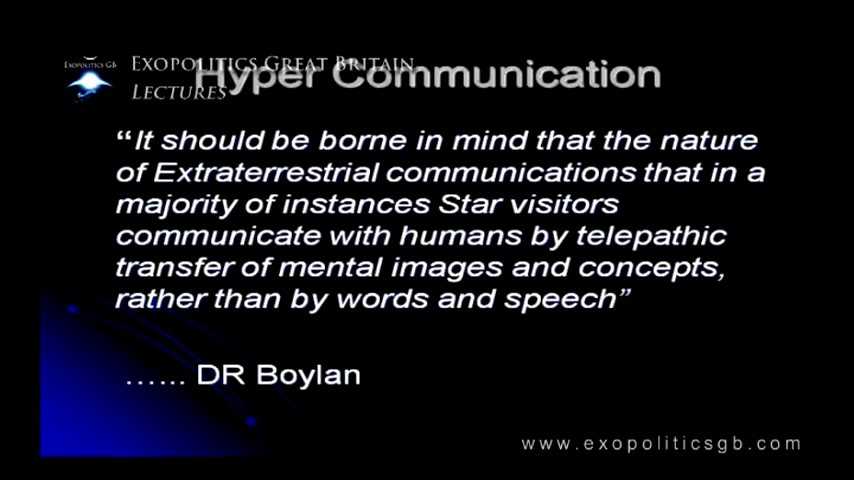 Exopolitics GB
Exopolitics Great Britain
Lectures
Hyper Communication
“It should be borne in mind that the nature
of Extraterrestrial communications that in a
majority of instances Star visitors
communicate with humans by telepathic
transfer of mental images and concepts,
rather than by words and speech”
...... DR Boylan
www.exopoliticsgb.com